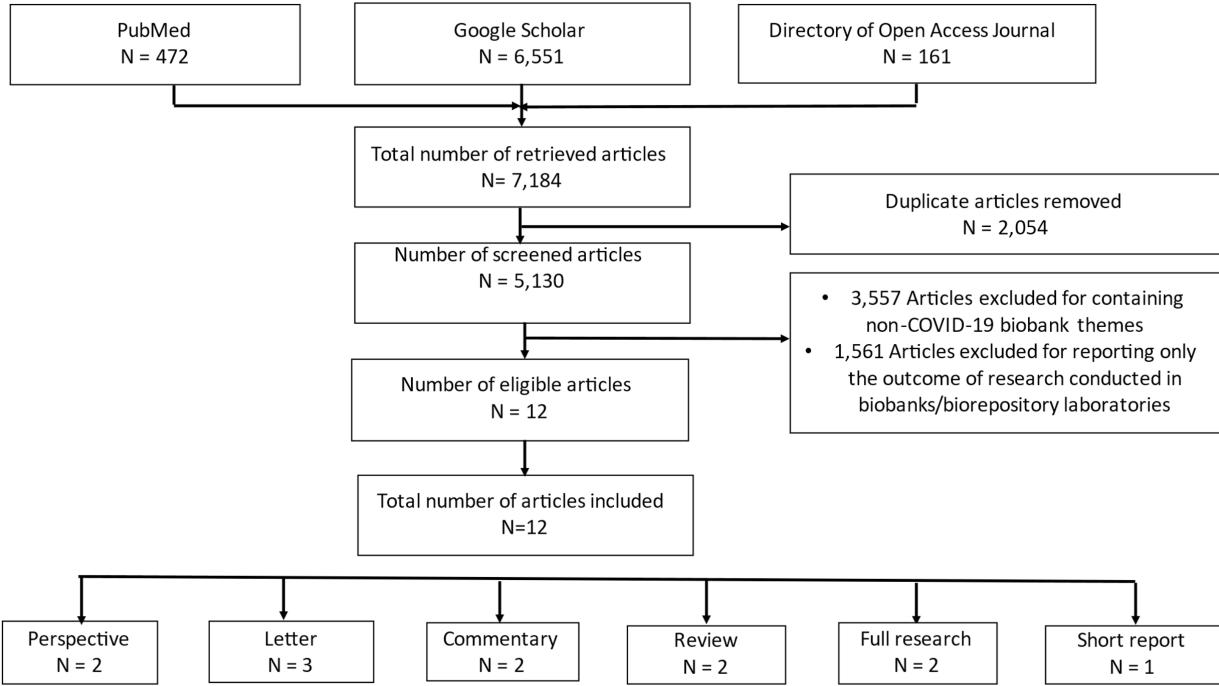 PubMed
N = 472
Google Scholar
N = 6,551
Directory of Open Access Journal
N = 161
Total number of retrieved articles
N= 7,184
Duplicate articles removed
N = 2,054
Number of screened articles
N = 5,130
• 3,557 Articles excluded for containing
non-COVID-19 biobank themes
• 1,561 Articles excluded for reporting only
the outcome of research conducted in
biobanks/biorepository laboratories
Number of eligible articles
N = 12
Total number of articles included
N=12
Perspective
N = 2
Letter
N = 3
Commentary
N = 2
Review
N = 2
Full research
N = 2
Short report
N = 1